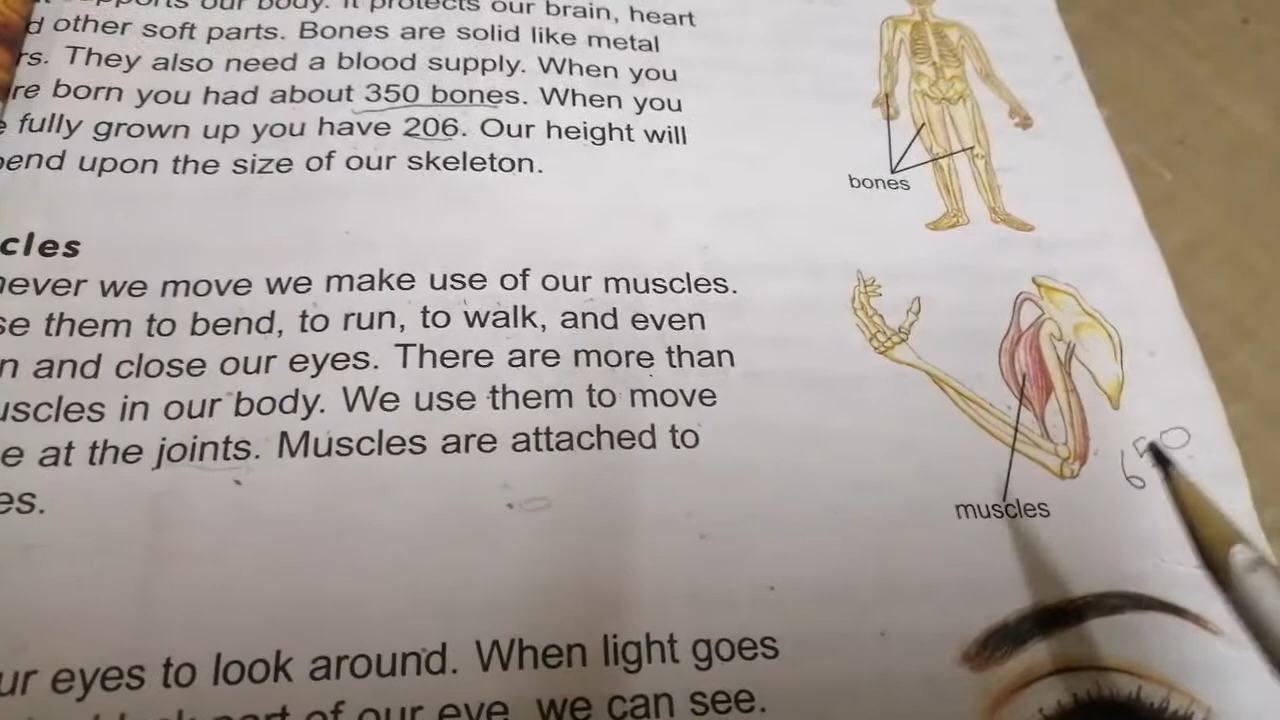 our body. It protects our brain, heart
d other soft parts. Bones are solid like metal
rs. They also need a blood supply. When you
re born you had about 350 bones. When you
fully grown up you have 206. Our height will
end upon the size of our skeleton.
bones
cles
never we move we make use of our muscles.
se them to bend, to run, to walk, and even
n and close our eyes. There are more than
uscles in our body. We use them to move
e at the joints. Muscles are attached to
es.
650
muscles
ur eyes to look around. When light goes
part of our eye, we can see.